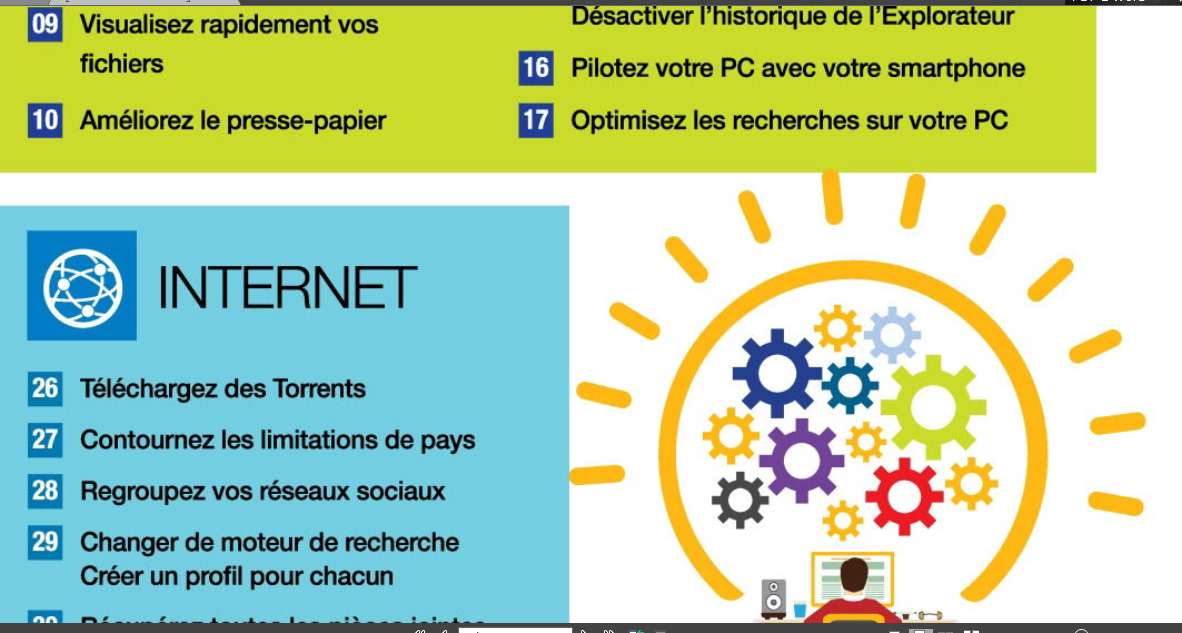 09 Visualisez rapidement vos
fichiers
10 Améliorez le presse-papier
Désactiver l'historique de l'Explorateur
16 Pilotez votre PC avec votre smartphone
17 Optimisez les recherches sur votre PC
INTERNET
26 Téléchargez des Torrents
27 Contournez les limitations de pays
28 Regroupez vos réseaux sociaux
29 Changer de moteur de recherche
Créer un profil pour chacun